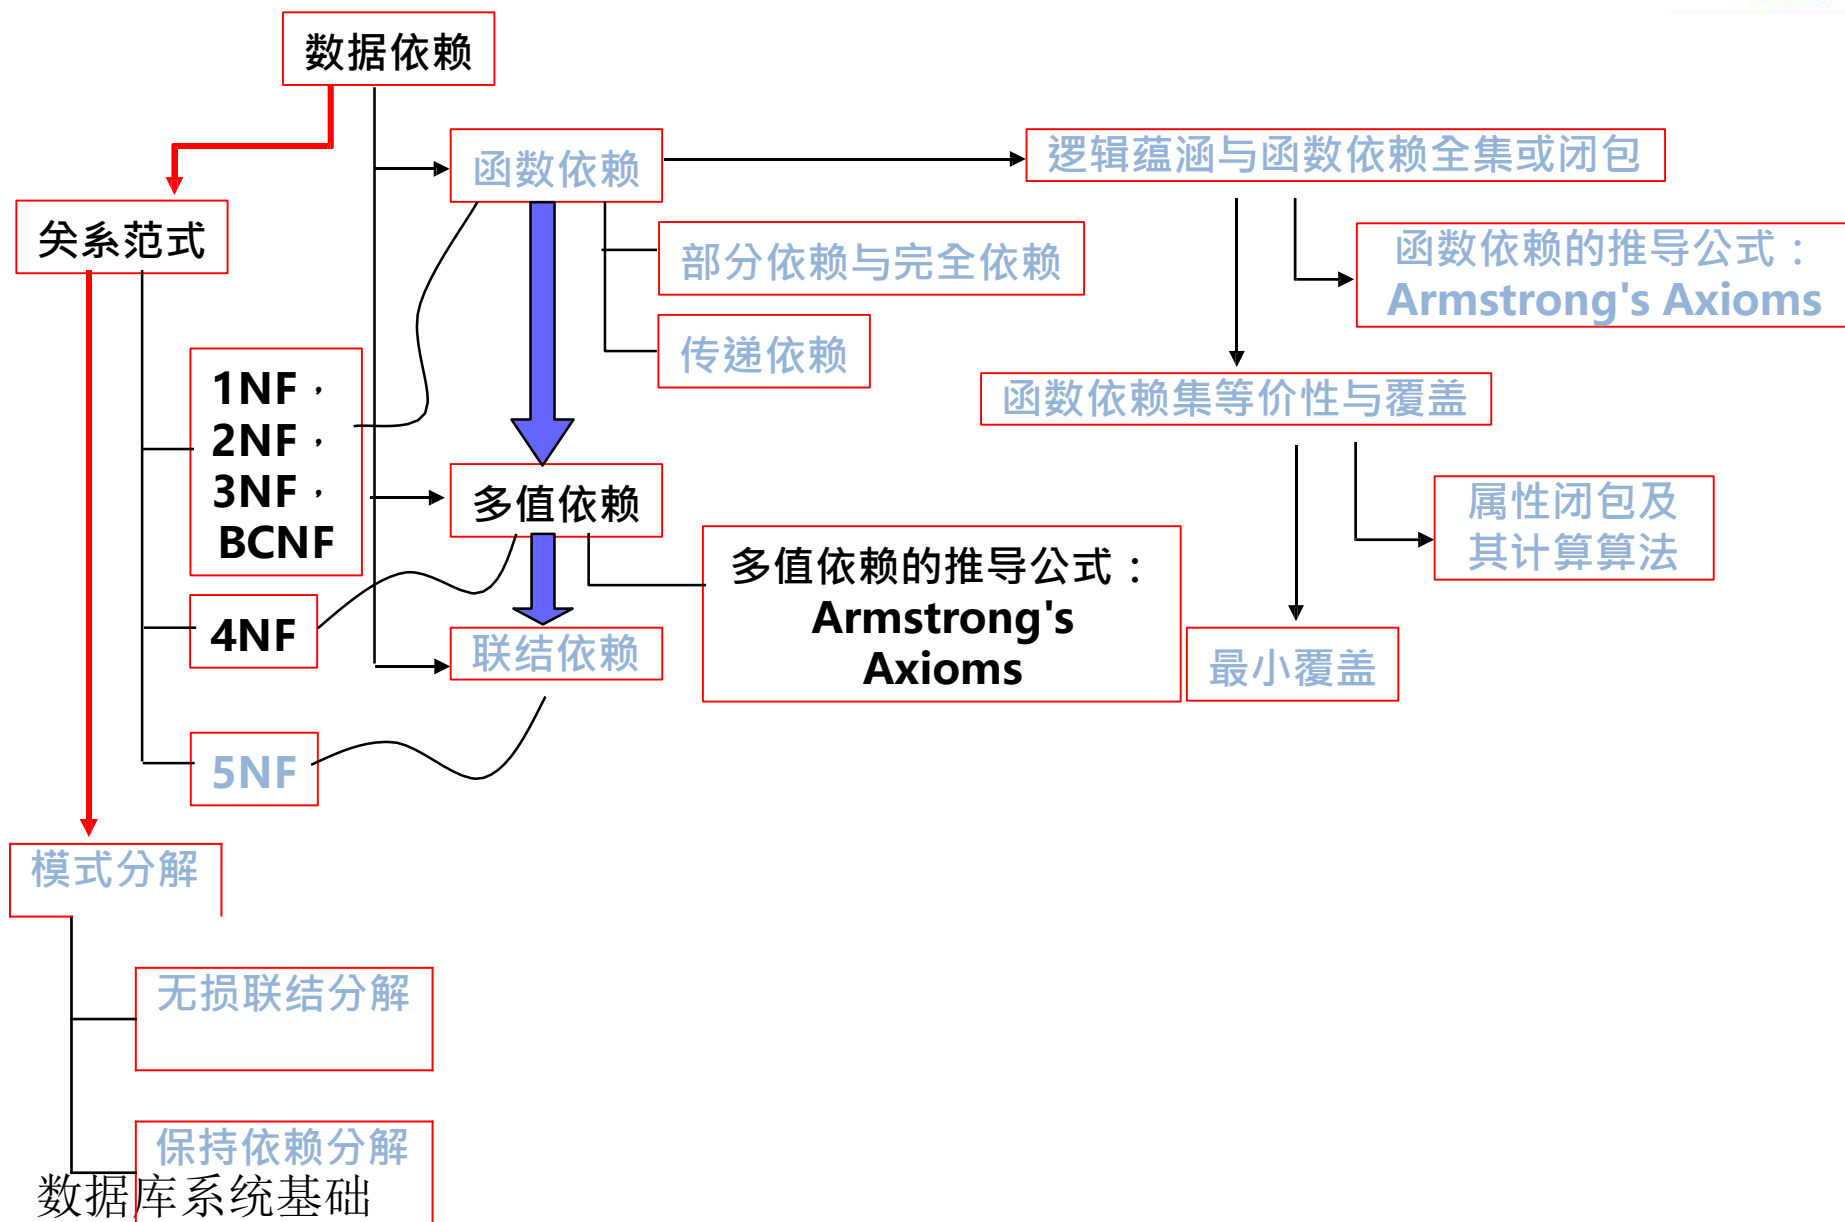 数据依赖
函数依赖
逻辑蕴涵与函数依赖全集或闭包
关系范式
部分依赖与完全依赖
函数依赖的推导公式：
Armstrong's Axioms
传递依赖
1NF，
2NF，
3NF，
BCNF
函数依赖集等价性与覆盖
多值依赖
属性闭包及
其计算算法
多值依赖的推导公式：
Armstrong's
Axioms
4NF
联结依赖
最小覆盖
5NF
模式分解
无损联结分解
保持依赖分解
数据库系统基础